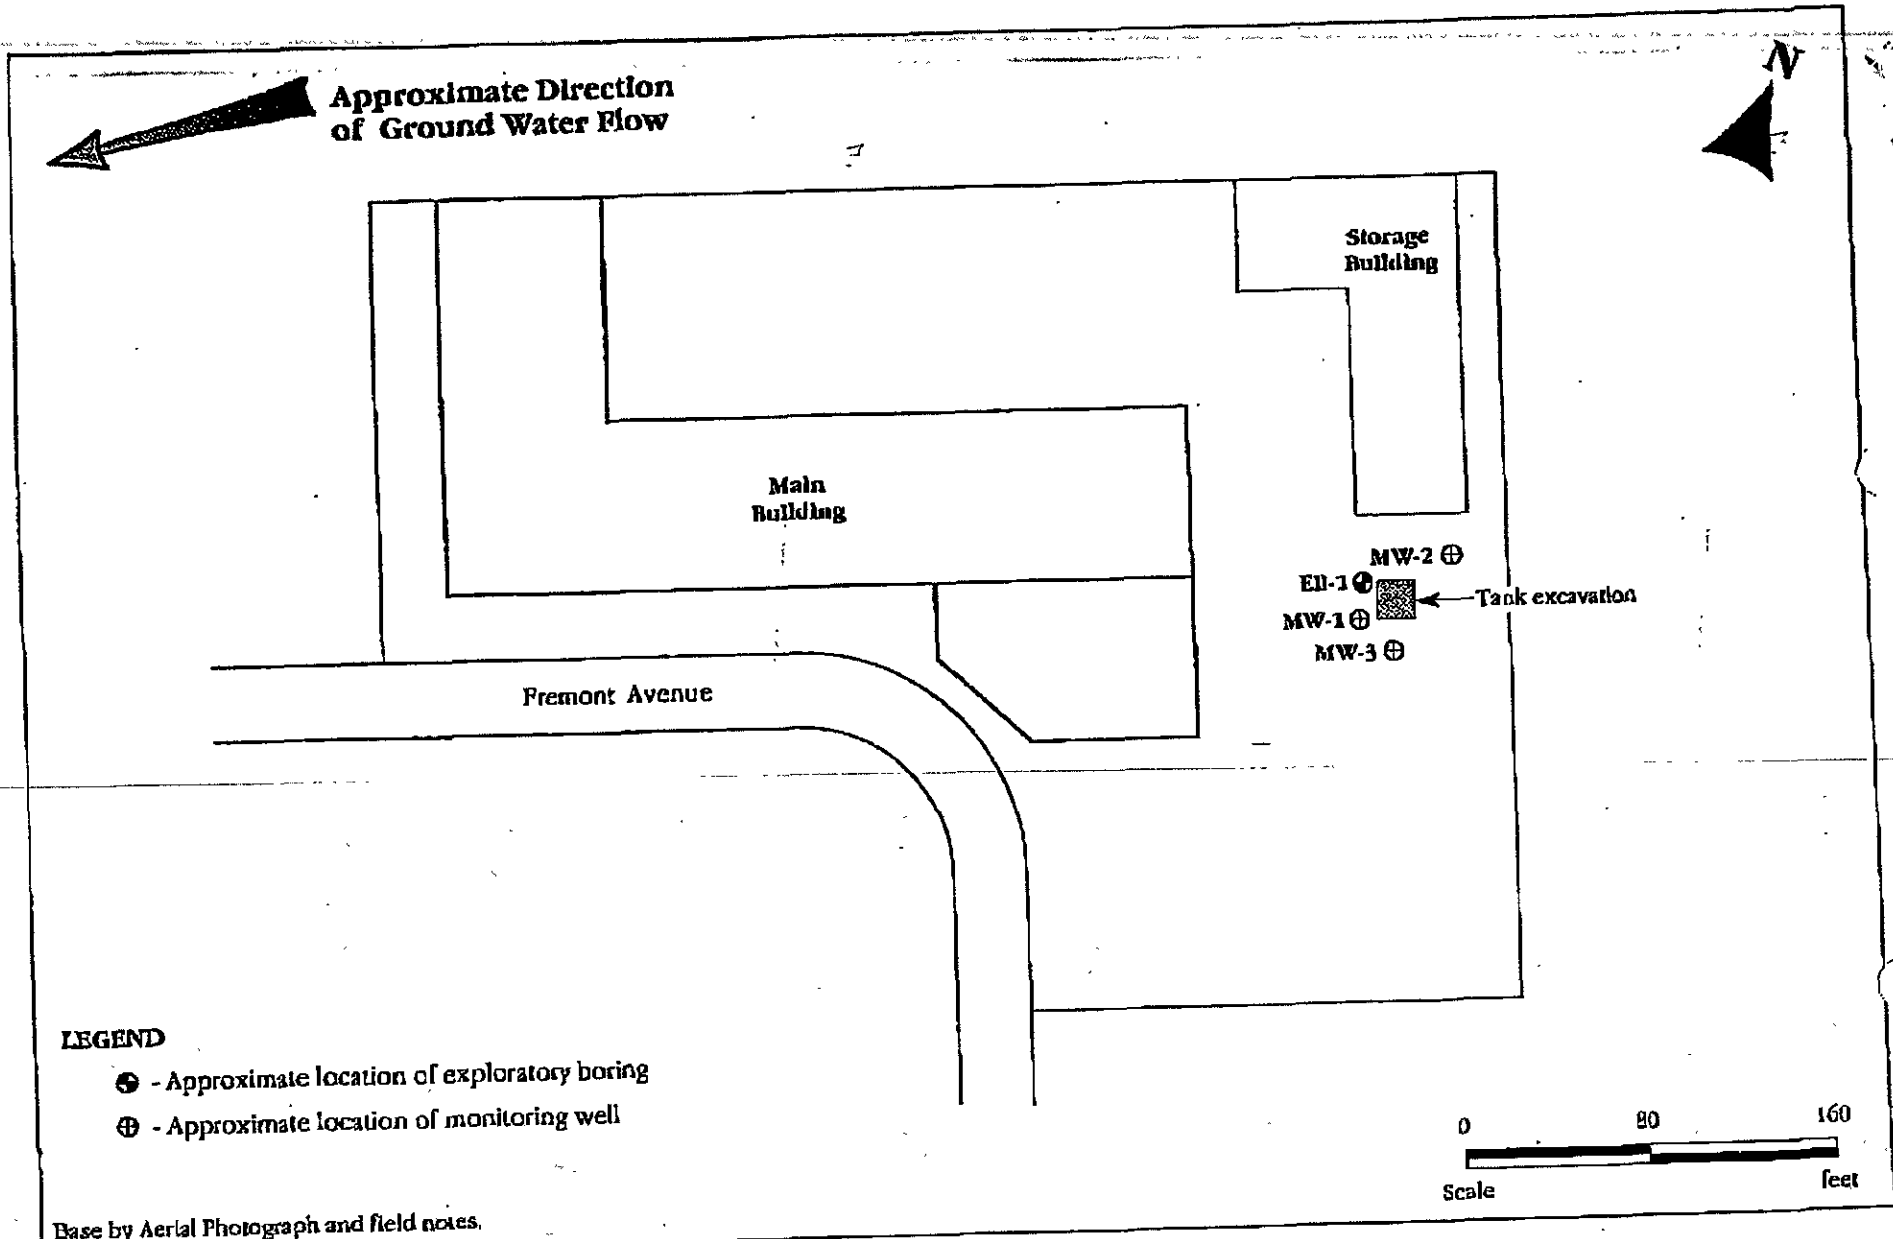 Approximate Direction
of Ground Water Flow
N
Storage
Building
Main
Building
MW-2
EB-1
Tank excavation
MW-1
MW-3
Fremont Avenue
LEGEND
- Approximate location of exploratory boring
- Approximate location of monitoring well
0 80 160
Scale feet
Base by Aerial Photograph and field notes.